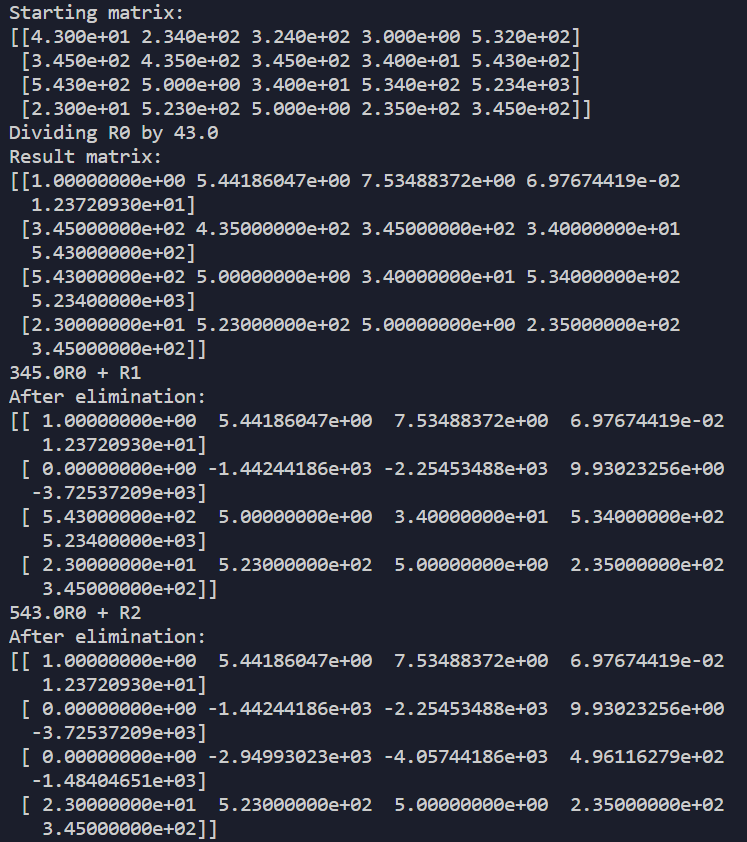 Starting matrix:
[[4.300e+01 2.340e+02 3.240e+02 3.000e+00 5.320e+02]
 [3.450e+02 4.350e+02 3.450e+02 3.400e+01 5.430e+02]
 [5.430e+02 5.000e+00 3.400e+01 5.340e+02 5.234e+03]
 [2.300e+01 5.230e+02 5.000e+00 2.350e+02 3.450e+02]]
Dividing R0 by 43.0
Result matrix:
[[1.00000000e+00 5.44186047e+00 7.53488372e+00 6.97674419e-02
  1.23720930e+01]
 [3.45000000e+02 4.35000000e+02 3.45000000e+02 3.40000000e+01
  5.43000000e+02]
 [5.43000000e+02 5.00000000e+00 3.40000000e+01 5.34000000e+02
  5.23400000e+03]
 [2.30000000e+01 5.23000000e+02 5.00000000e+00 2.35000000e+02
  3.45000000e+02]]
345.0R0 + R1
After elimination:
[[ 1.00000000e+00  5.44186047e+00  7.53488372e+00  6.97674419e-02
   1.23720930e+01]
 [ 0.00000000e+00 -1.44244186e+03 -2.25453488e+03  9.93023256e+00
  -3.72537209e+03]
 [ 5.43000000e+02  5.00000000e+00  3.40000000e+01  5.34000000e+02
   5.23400000e+03]
 [ 2.30000000e+01  5.23000000e+02  5.00000000e+00  2.35000000e+02
   3.45000000e+02]]
543.0R0 + R2
After elimination:
[[ 1.00000000e+00  5.44186047e+00  7.53488372e+00  6.97674419e-02
   1.23720930e+01]
 [ 0.00000000e+00 -1.44244186e+03 -2.25453488e+03  9.93023256e+00
  -3.72537209e+03]
 [ 0.00000000e+00 -2.94993023e+03 -4.05744186e+03  4.96116279e+02
  -1.48404651e+03]
 [ 2.30000000e+01  5.23000000e+02  5.00000000e+00  2.35000000e+02
   3.45000000e+02]]